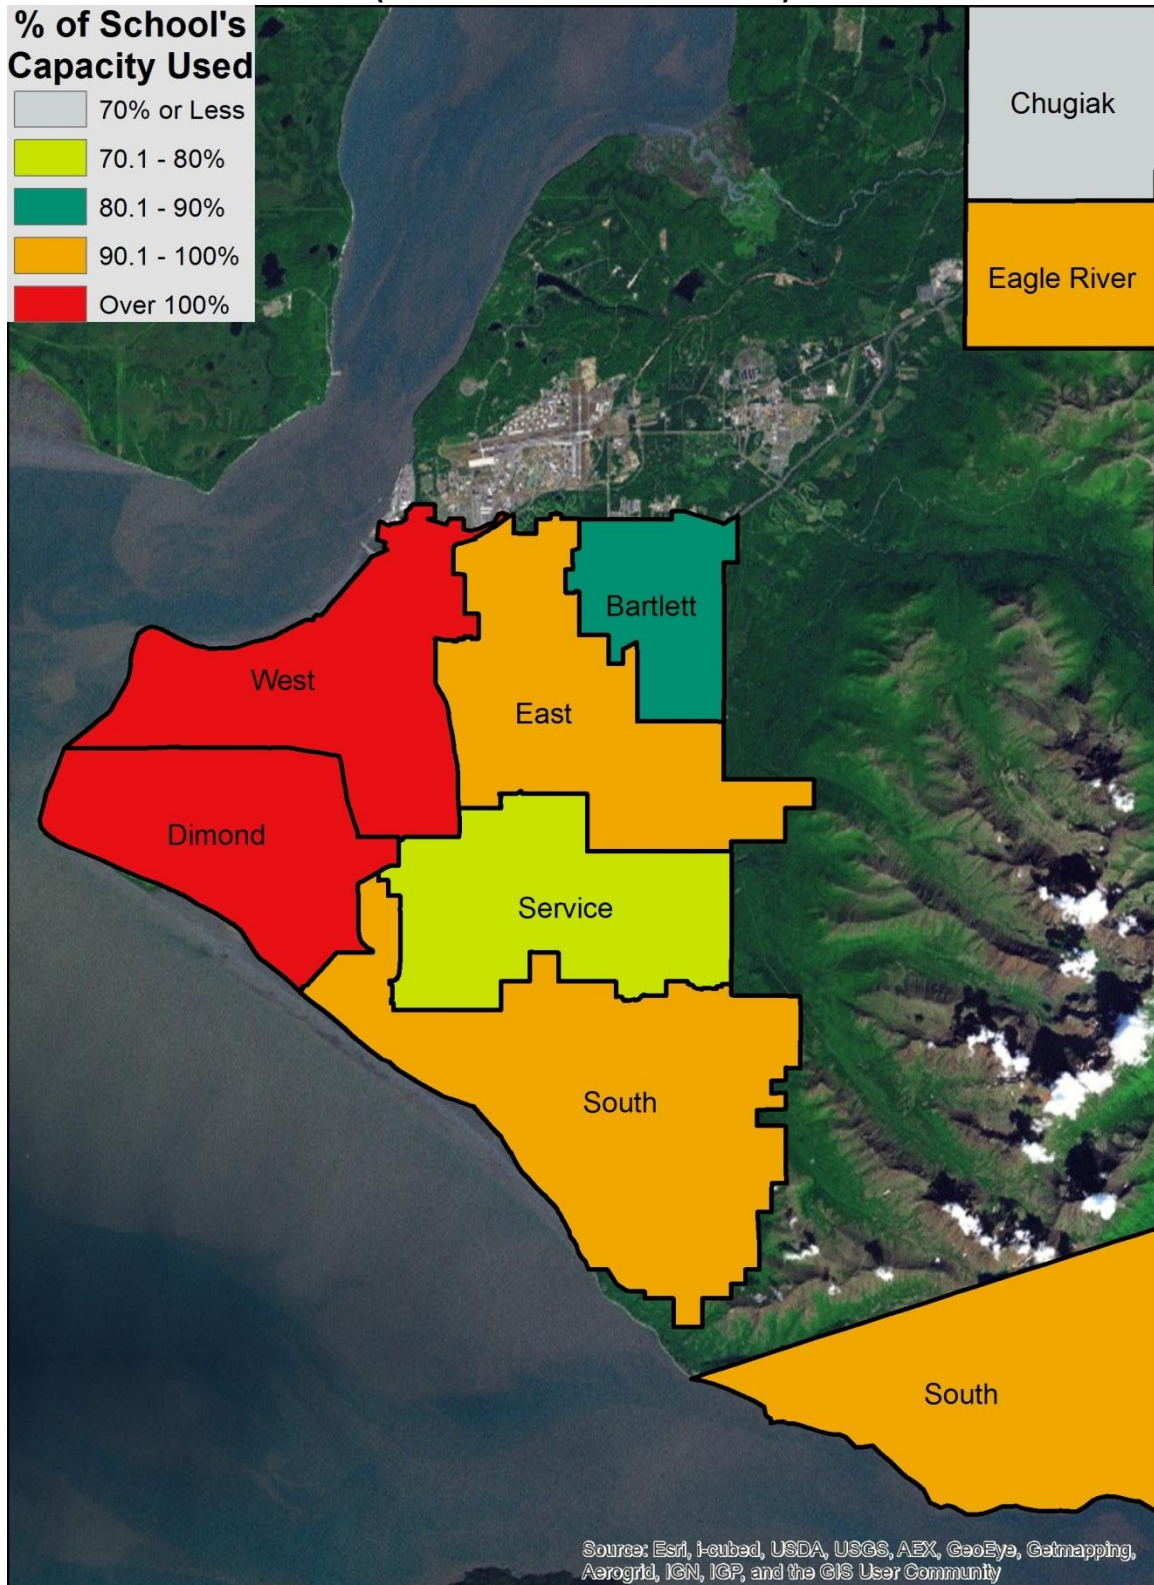 % of School's
Capacity Used
70% or Less
70.1 - 80%
80.1 - 90%
90.1 - 100%
Over 100%
Chugiak
Eagle River
Bartlett
West
East
Dimond
Service
South
South
Source: Esri, i-cubed, USDA, USGS, AEX, GeoEye, Getmapping,
Aerogrid, IGN, IGP, and the GIS User Community